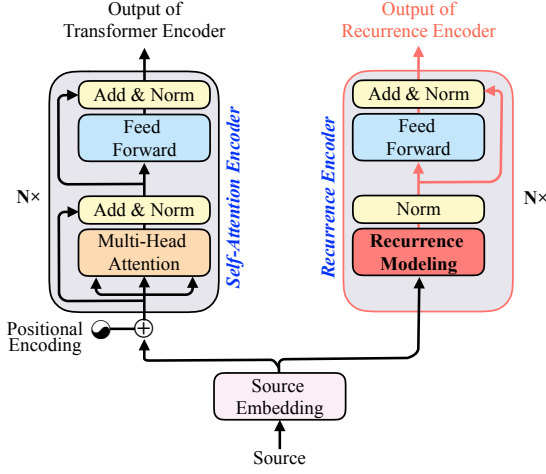 Output of
Transformer Encoder
Add & Norm
Feed
Forward
Add & Norm
Multi-Head
Attention
N×
Self-Attention Encoder
Positional
Encoding
Output of
Recurrence Encoder
Add & Norm
Feed
Forward
Norm
Recurrence
Modeling
Recurrence Encoder
N×
Source
Embedding
Source